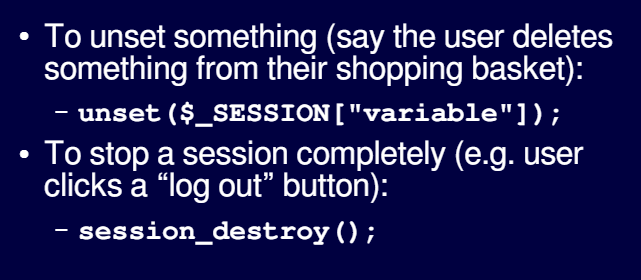 • To unset something (say the user deletes
something from their shopping basket):
– unset($_SESSION["variable"]);
• To stop a session completely (e.g. user
clicks a “log out” button):
– session_destroy();